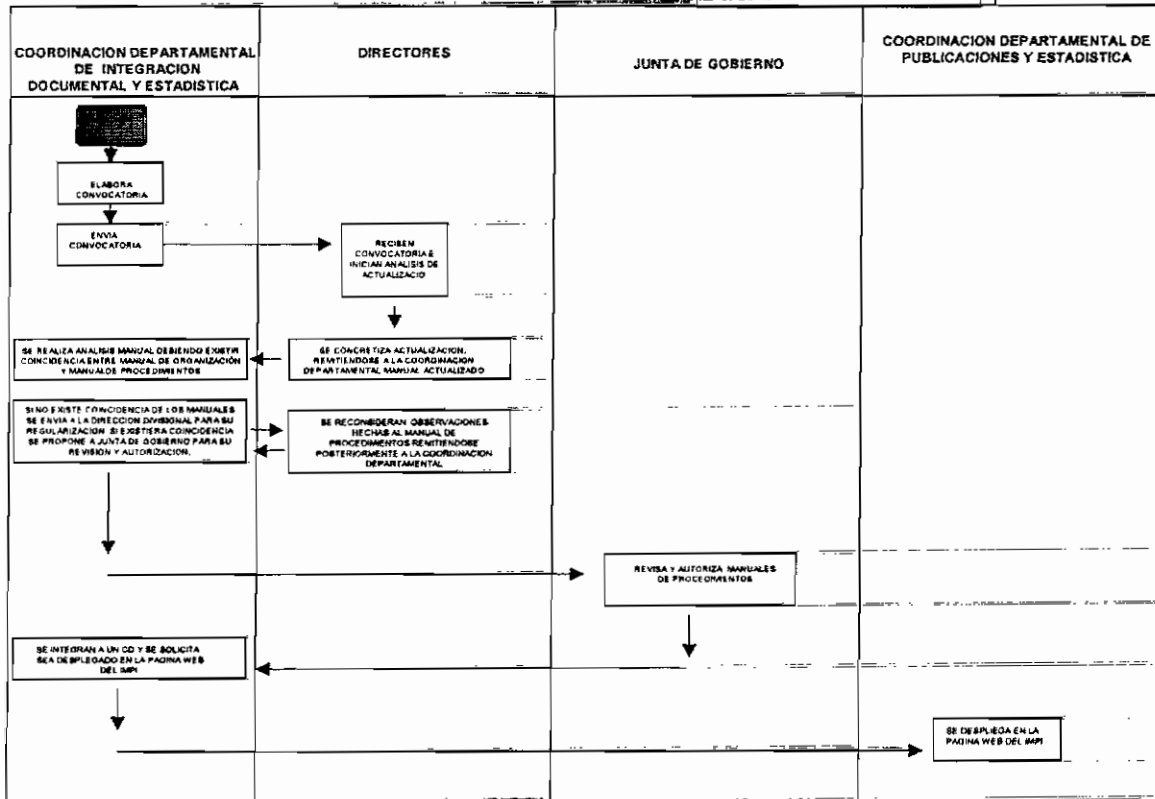 COORDINACION DEPARTAMENTAL
DE INTEGRACION
DOCUMENTAL Y ESTADISTICA
DIRECTORES
JUNTA DE GOBIERNO
COORDINACION DEPARTAMENTAL DE
PUBLICACIONES Y ESTADISTICA
ELABORA
CONVOCATORIA
ENVIA
CONVOCATORIA
RECIBEN
CONVOCATORIA E
INICIAN ANALISIS DE
ACTUALIZACIO
SE REALIZA ANALISIS MANUAL DEBIENDO EXISTIR
COINCIDENCIA ENTRE MANUAL DE ORGANIZACIÓN
Y MANUALDE PROCEDIMIENTOS
SE CONCRETIZA ACTUALIZACION,
REMITIENDOSE A LA COORDINACION
DEPARTAMENTAL MANUAL ACTUALIZADO
SI NO EXISTE COINCIDENCIA DE LOS MANUALES
SE ENVIA A LA DIRECCION DIVISIONAL PARA SU
REGULARIZACION. SI EXISTIERA COINCIDENCIA
SE PROPONE A JUNTA DE GOBIERNO PARA SU
REVISION Y AUTORIZACION.
SE RECONSIDERAN OBSERVACIONES
HECHAS AL MANUAL DE
PROCEDIMIENTOS REMITIENDOSE
POSTERIORMENTE A LA COORDINACION
DEPARTAMENTAL
REVISA Y AUTORIZA MANUALES
DE PROCEDIMIENTOS
SE INTEGRAN A UN CD Y SE SOLICITA
SEA DESPLEGADO EN LA PAGINA WEB
DEL IMPI
SE DESPLIEGA EN LA
PAGINA WEB DEL IMPI